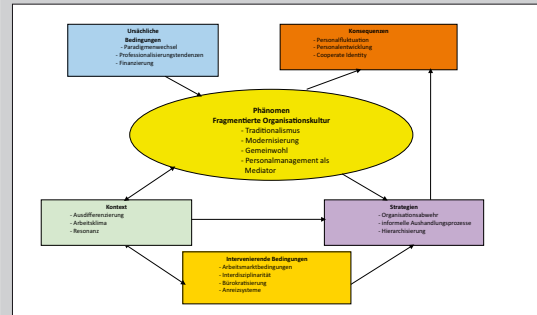 Ursächliche
Bedingungen
- Paradigmenwechsel
- Professionalisierungstendenzen
- Finanzierung
Konsequenzen
- Personalfluktuation
- Personalentwicklung
- Cooperate Identity
Phänomen
Fragmentierte Organisationskultur
- Traditionalismus
- Modernisierung
- Gemeinwohl
- Personalmanagement als
Mediator
Kontext
- Ausdifferenzierung
- Arbeitsklima
- Resonanz
Strategien
- Organisationsabwehr
- informelle Aushandlungsprozesse
- Hierarchisierung
Intervenierende Bedingungen
- Arbeitsmarktbedingungen
- Interdisziplinarität
- Bürokratisierung
- Anreizsysteme